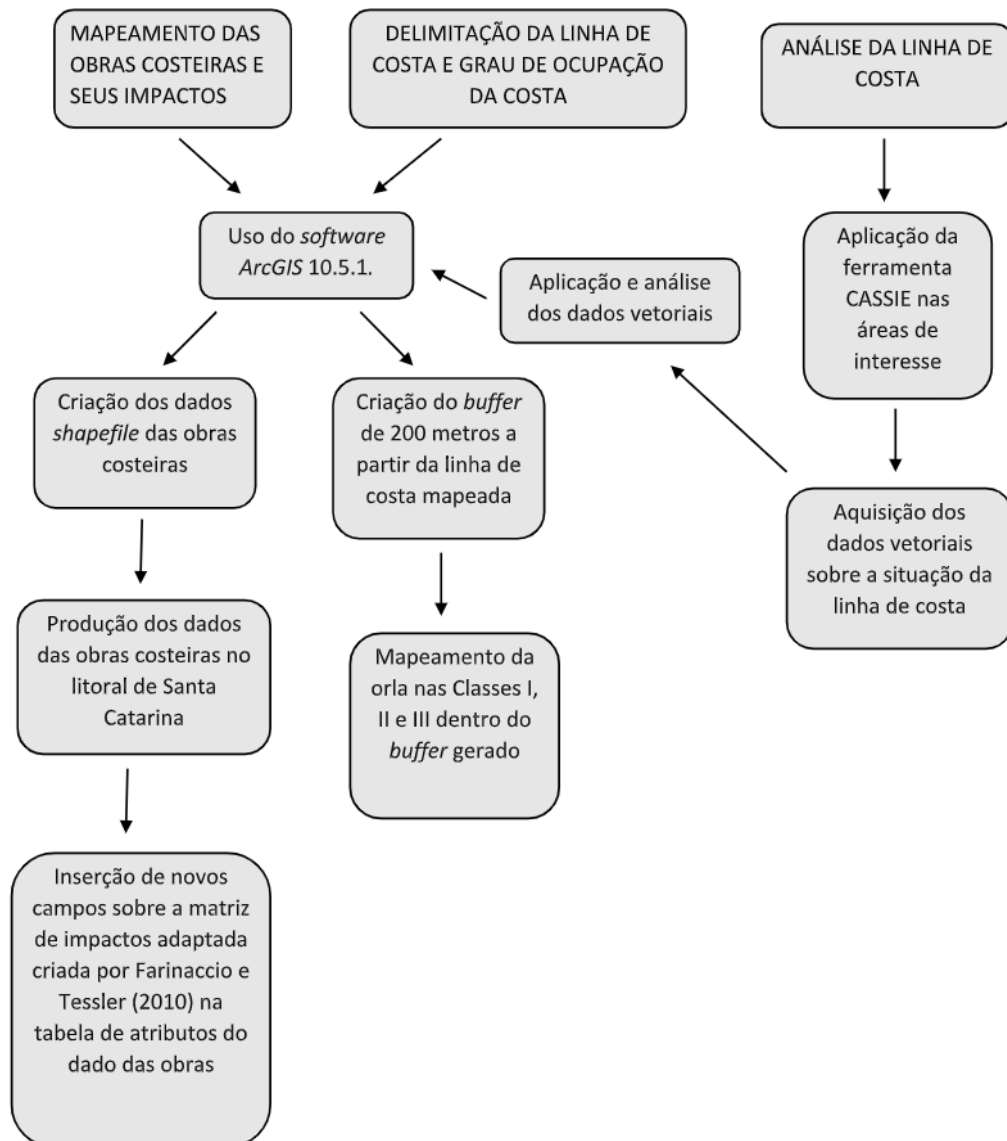 MAPEAMENTO DAS
OBRAS COSTEIRAS E
SEUS IMPACTOS
DELIMITAÇÃO DA LINHA DE
COSTA E GRAU DE OCUPAÇÃO
DA COSTA
ANÁLISE DA LINHA DE
COSTA
Uso do software
ArcGIS 10.5.1.
Aplicação e análise
dos dados vetoriais
Aplicação da
ferramenta
CASSIE nas
áreas de
interesse
Criação dos dados
shapefile das obras
costeiras
Criação do buffer
de 200 metros a
partir da linha de
costa mapeada
Aquisição dos
dados vetoriais
sobre a situação da
linha de costa
Produção dos dados
das obras costeiras no
litoral de Santa
Catarina
Mapeamento da
orla nas Classes I,
II e III dentro do
buffer gerado
Inserção de novos
campos sobre a matriz
de impactos adaptada
criada por Farinaccio e
Tessler (2010) na
tabela de atributos do
dado das obras